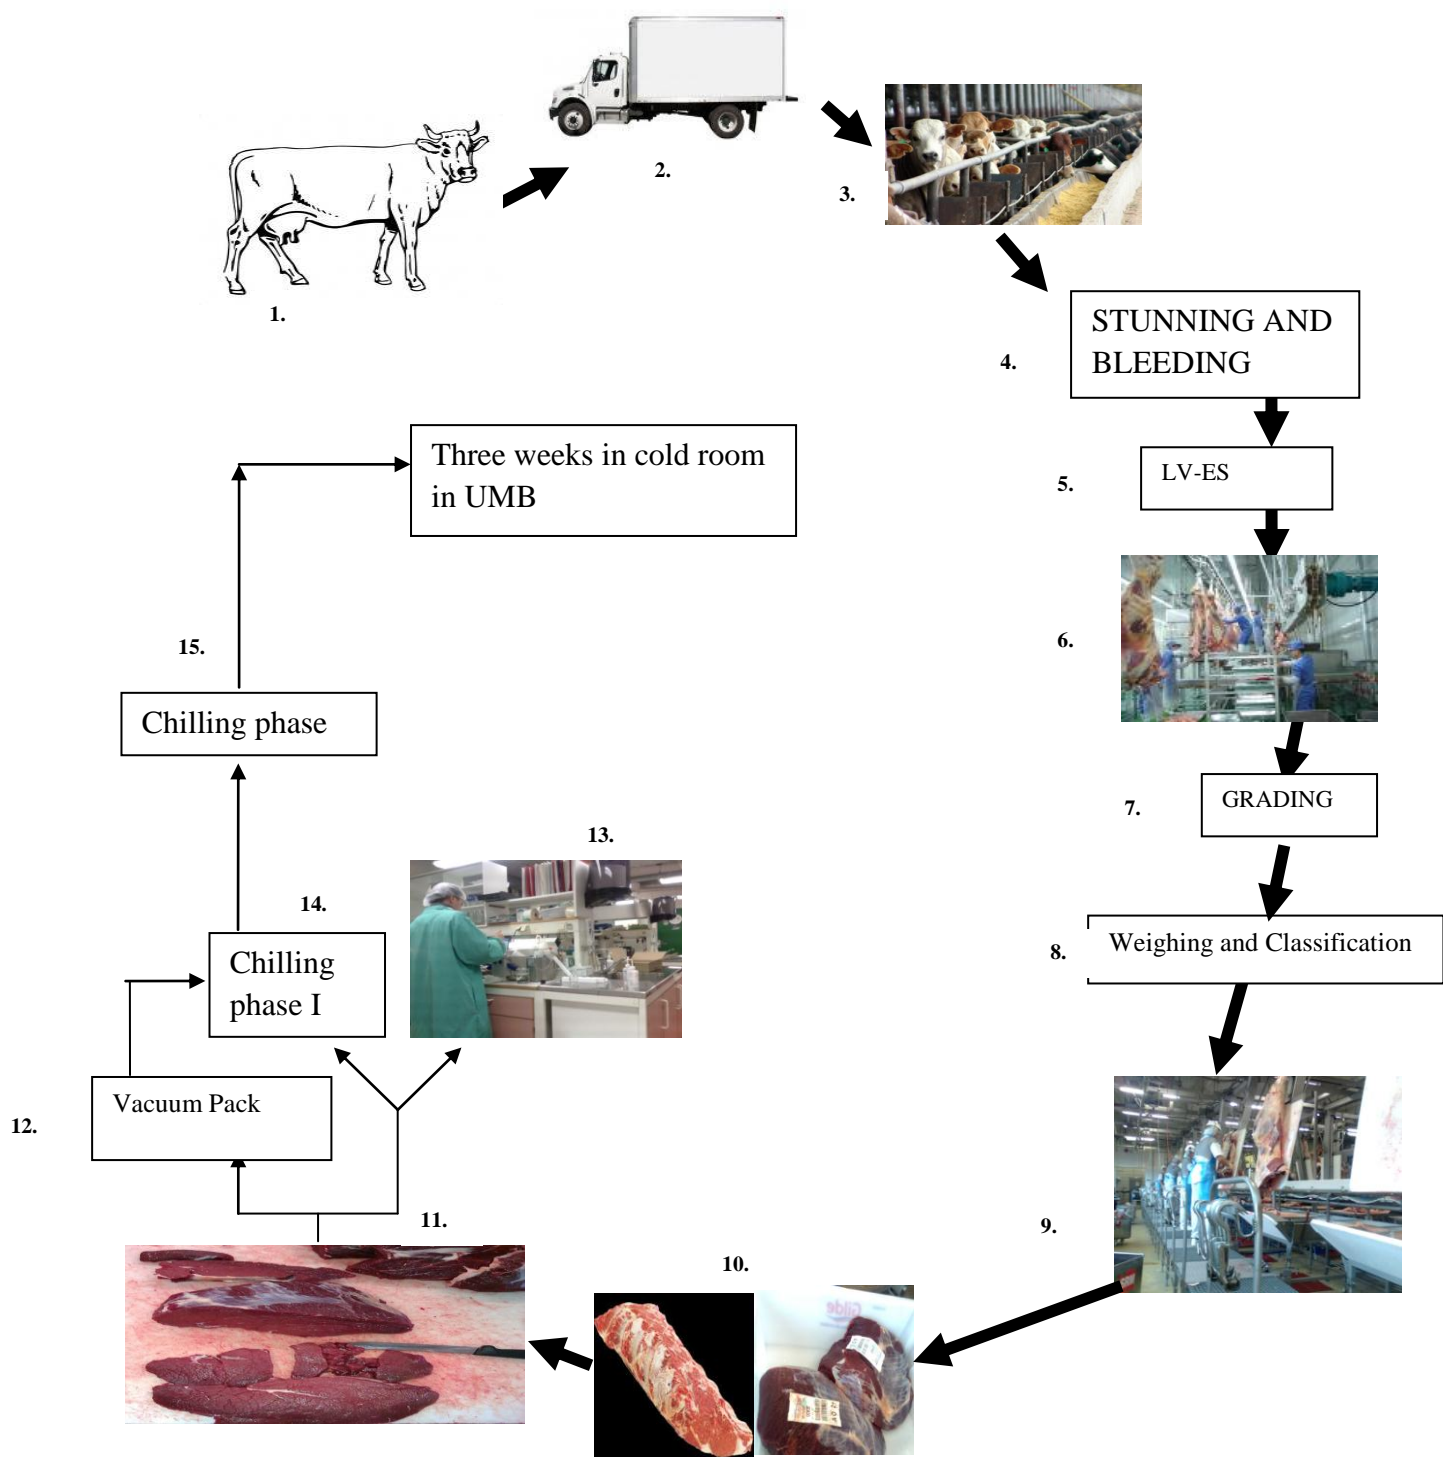 1.
2.
3.
4.
STUNNING AND
BLEEDING
5.
LV-ES
6.
7.
GRADING
8.
Weighing and Classification
9.
10.
Gilde
11.
12.
Vacuum Pack
13.
14.
Chilling
phase I
15.
Chilling phase
Three weeks in cold room
in UMB